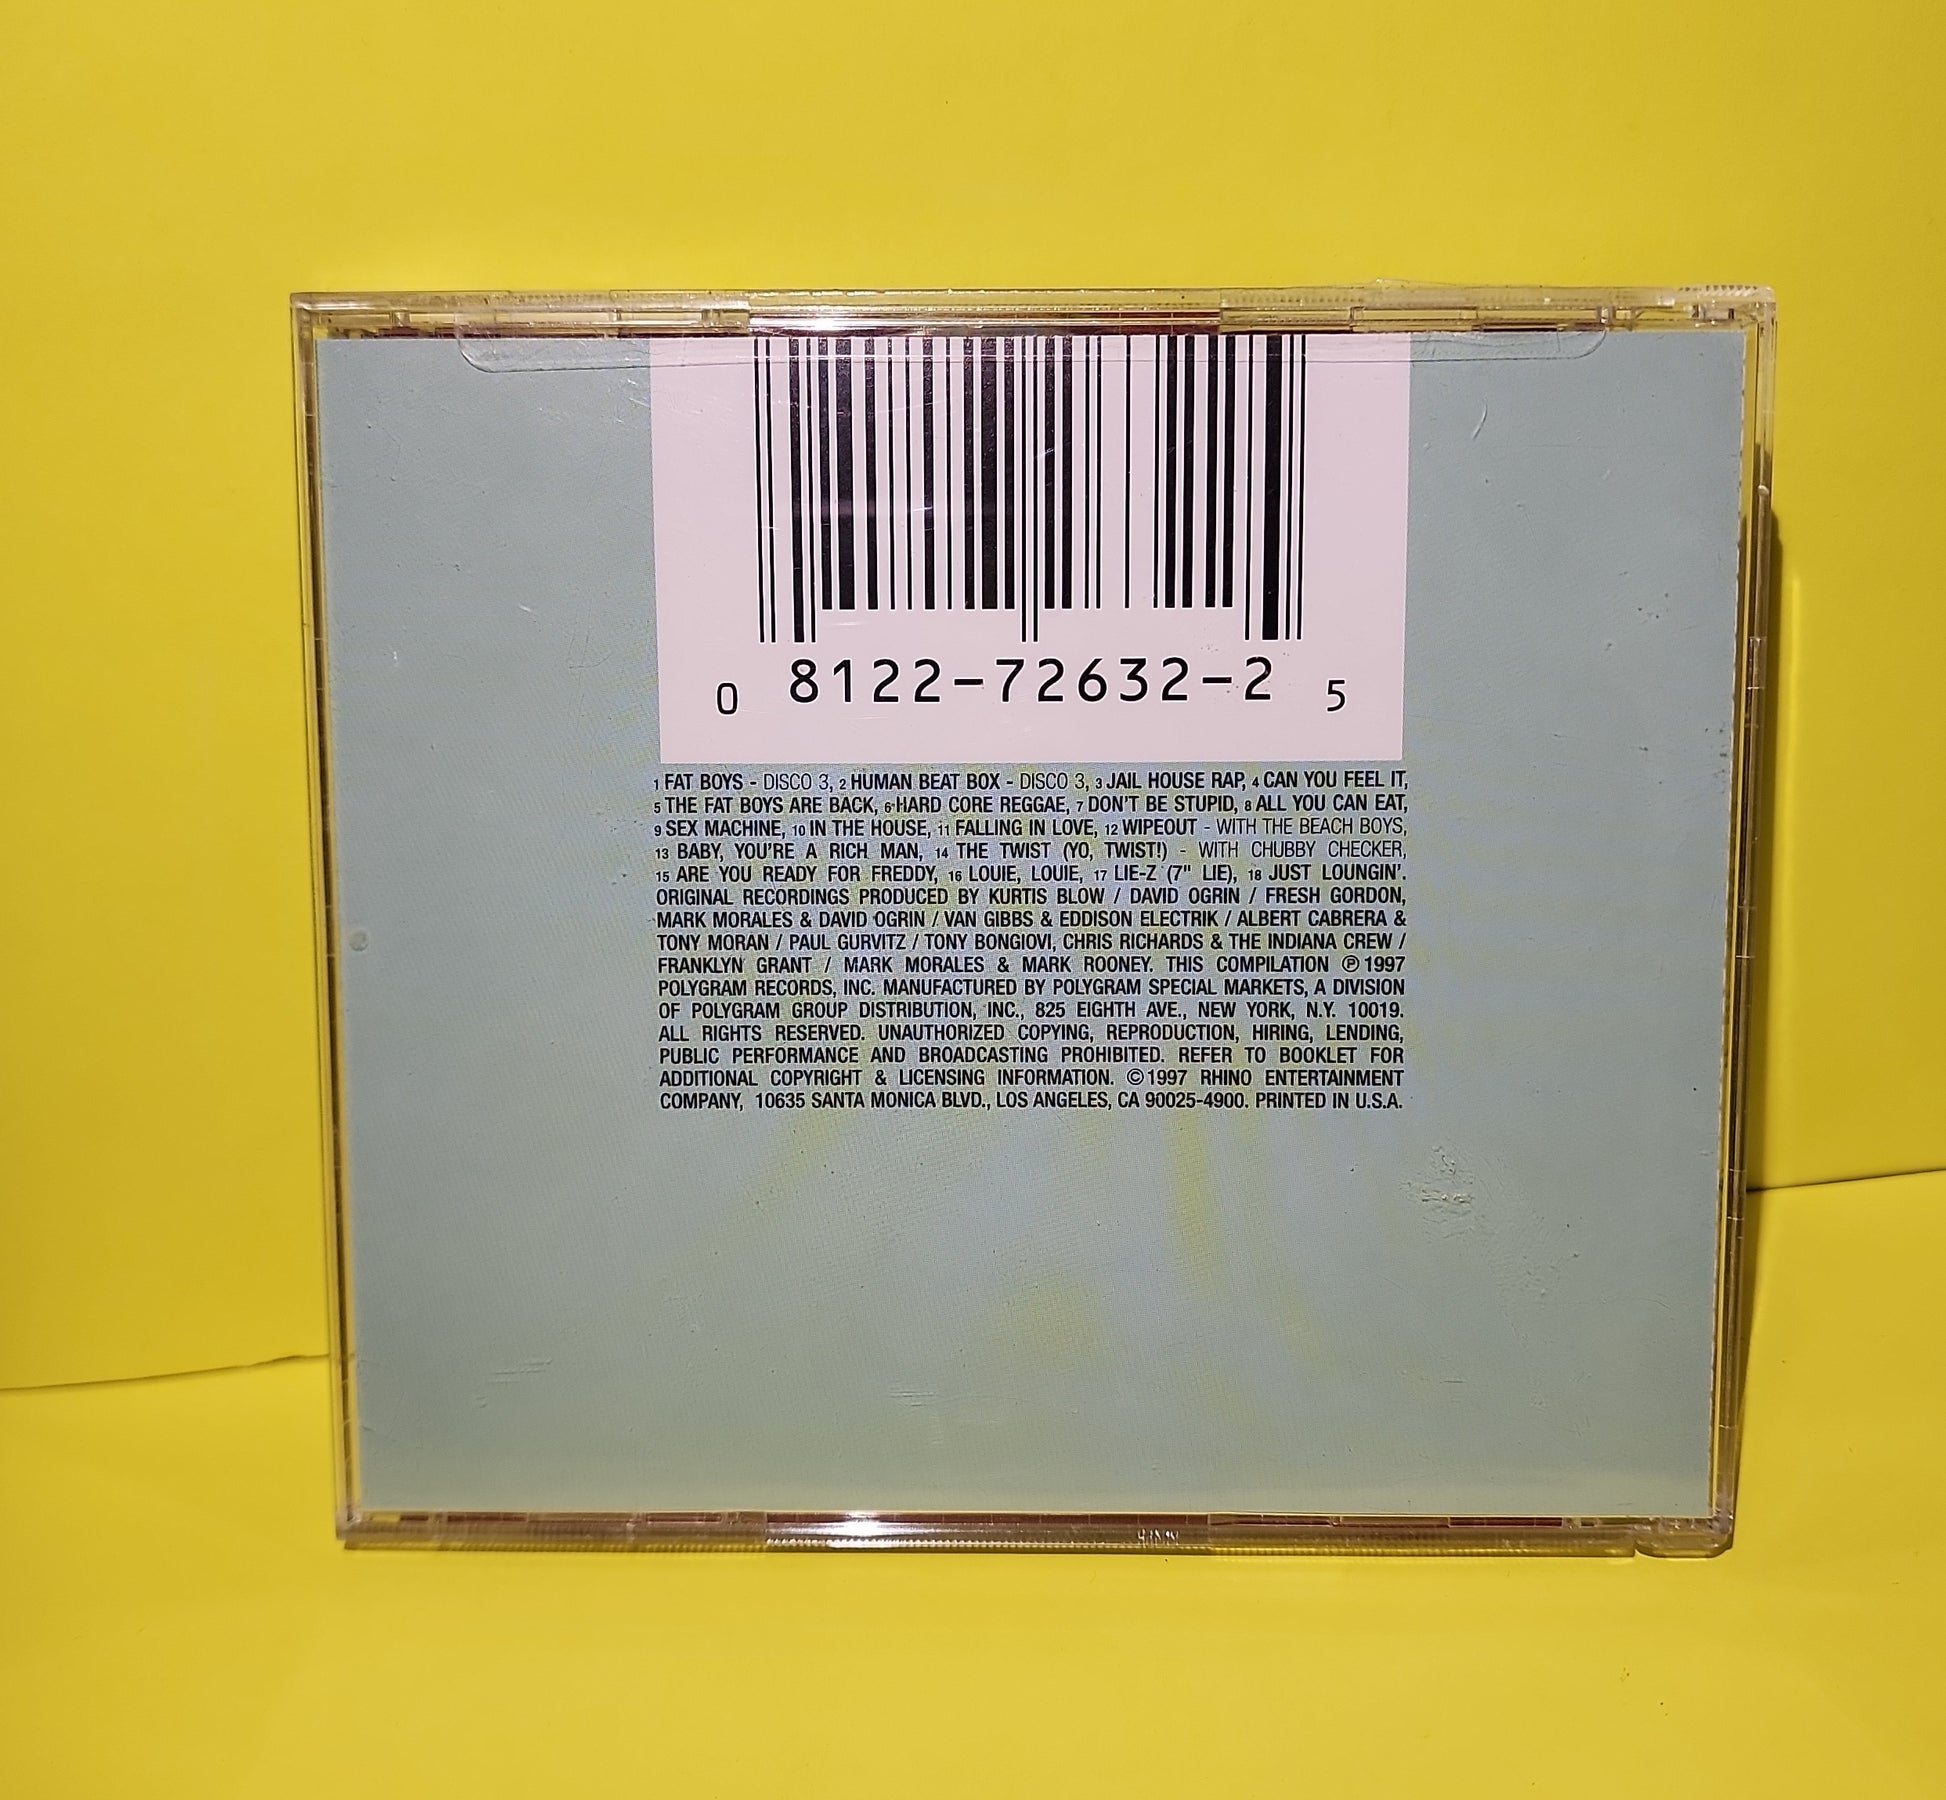 0 8122-72632-2 5
1 FAT BOYS - DISCO 3, 2 HUMAN BEAT BOX - DISCO 3, 3 JAIL HOUSE RAP, 4 CAN YOU FEEL IT,
5 THE FAT BOYS ARE BACK, 6 HARD CORE REGGAE, 7 DON'T BE STUPID, 8 ALL YOU CAN EAT,
9 SEX MACHINE, 10 IN THE HOUSE, 11 FALLING IN LOVE, 12 WIPEOUT - WITH THE BEACH BOYS,
13 BABY, YOU'RE A RICH MAN, 14 THE TWIST (YO, TWIST!) - WITH CHUBBY CHECKER,
15 ARE YOU READY FOR FREDDY, 16 LOUIE, LOUIE, 17 LIE-Z (7" LIE), 18 JUST LOUNGIN'.
ORIGINAL RECORDINGS PRODUCED BY KURTIS BLOW / DAVID OGRIN / FRESH GORDON,
MARK MORALES & DAVID OGRIN / VAN GIBBS & EDDISON ELECTRIK / ALBERT CABRERA &
TONY MORAN / PAUL GURVITZ / TONY BONGIOVI, CHRIS RICHARDS & THE INDIANA CREW /
FRANKLYN GRANT / MARK MORALES & MARK ROONEY. THIS COMPILATION ℗ 1997
POLYGRAM RECORDS, INC. MANUFACTURED BY POLYGRAM SPECIAL MARKETS, A DIVISION
OF POLYGRAM GROUP DISTRIBUTION, INC., 825 EIGHTH AVE., NEW YORK, N.Y. 10019.
ALL RIGHTS RESERVED. UNAUTHORIZED COPYING, REPRODUCTION, HIRING, LENDING,
PUBLIC PERFORMANCE AND BROADCASTING PROHIBITED. REFER TO BOOKLET FOR
ADDITIONAL COPYRIGHT & LICENSING INFORMATION. © 1997 RHINO ENTERTAINMENT
COMPANY, 10635 SANTA MONICA BLVD., LOS ANGELES, CA 90025-4900. PRINTED IN U.S.A.